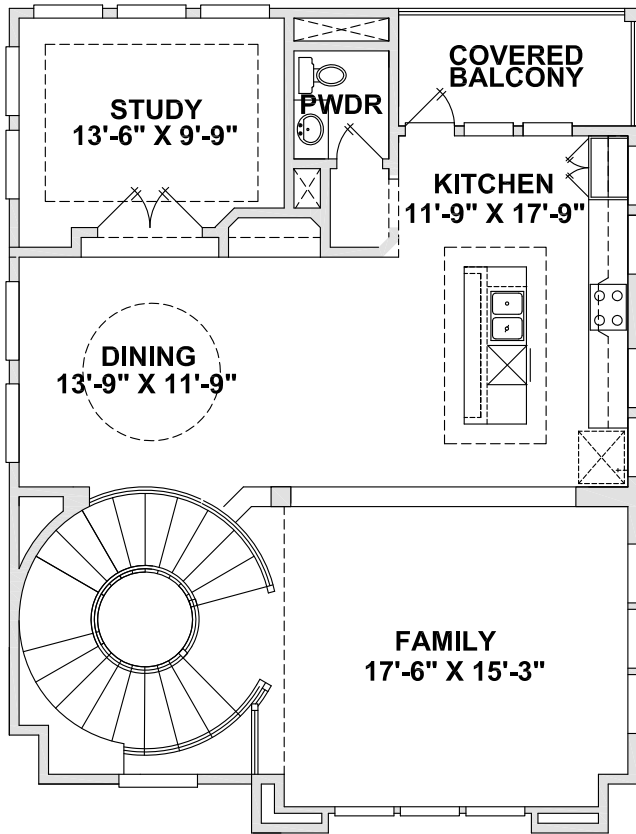 COVERED
BALCONY
STUDY
13'-6" X 9'-9"
PWDR
KITCHEN
11'-9" X 17'-9"
DINING
13'-9" X 11'-9"
FAMILY
17'-6" X 15'-3"